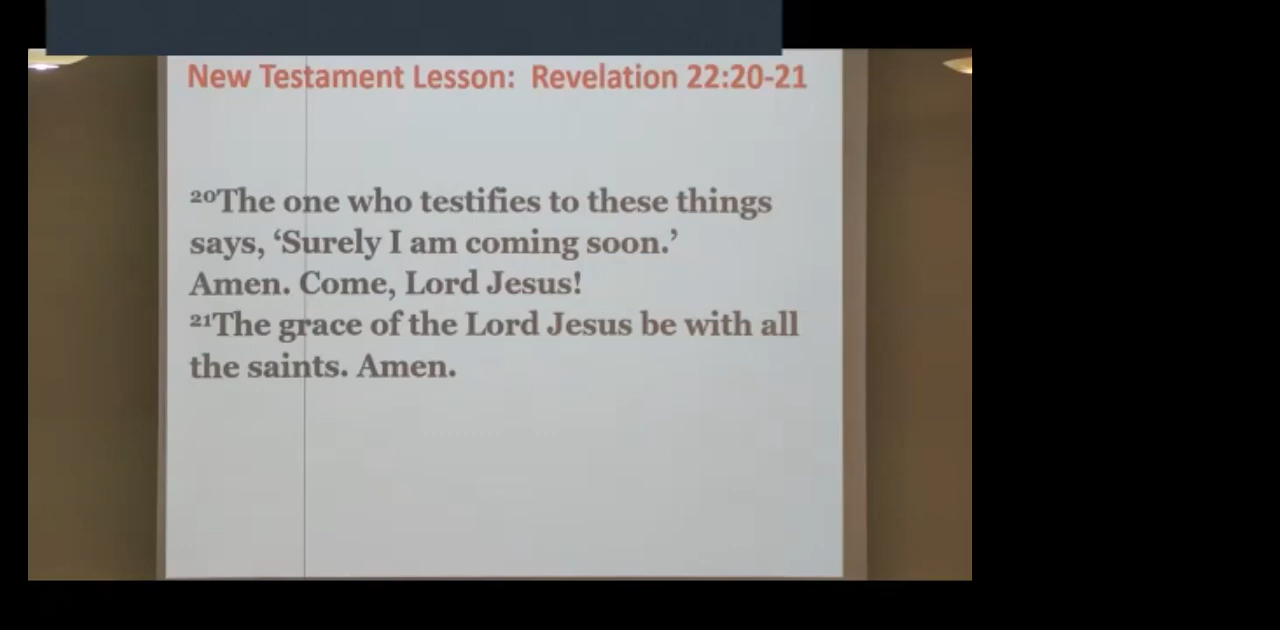 New Testament Lesson:  Revelation 22:20-21
²⁰The one who testifies to these things
says, ‘Surely I am coming soon.’
Amen. Come, Lord Jesus!
²¹The grace of the Lord Jesus be with all
the saints. Amen.